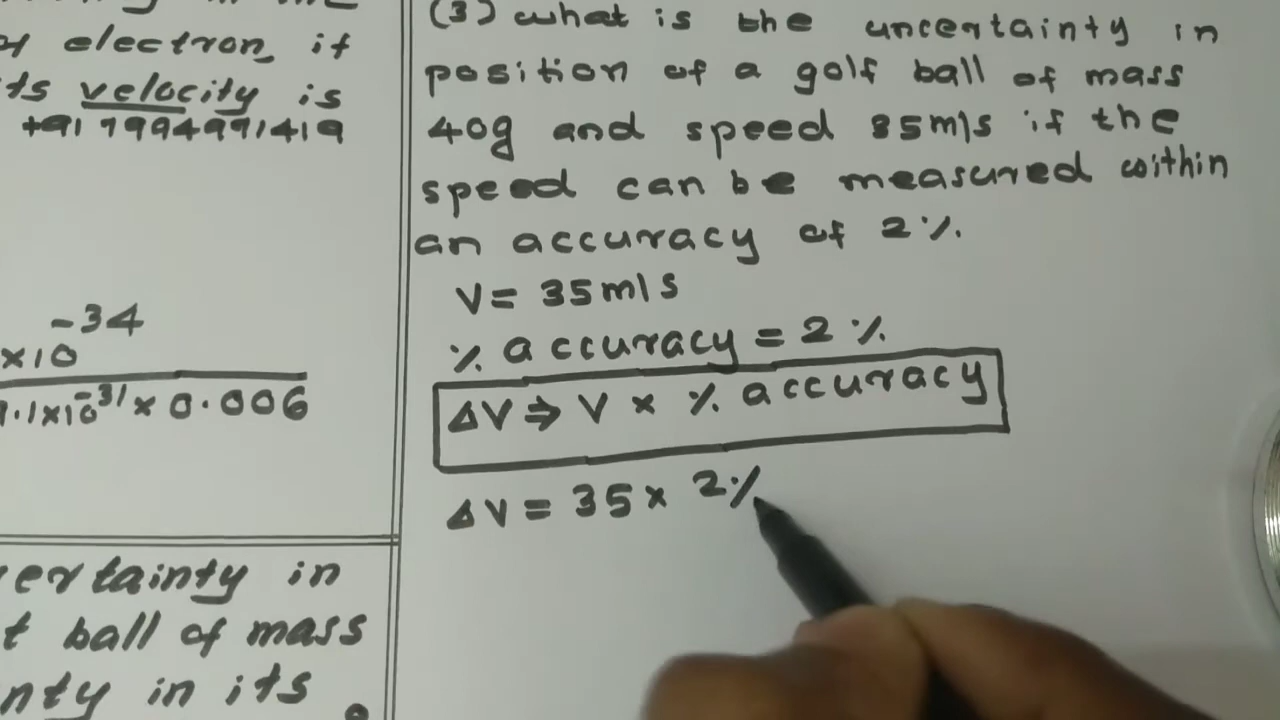 of electron, if
its velocity is
+91 7994991419
-34
×10
9.1×10-31 × 0.006
certainty in
t ball of mass
nty in its
(3) what is the uncertainty in
position of a golf ball of mass
40g and speed 35m/s if the
speed can be measured within
an accuracy of 2%.
V = 35m/s
% accuracy = 2%
ΔV ⇒ V × % accuracy
ΔV = 35 × 2%